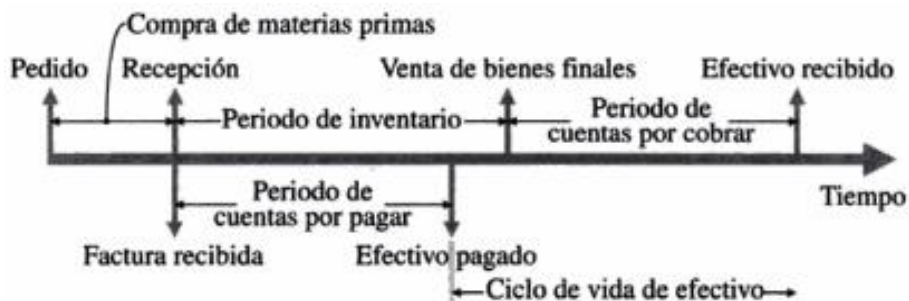 Compra de materias primas
Pedido
Recepción
Venta de bienes finales
Efectivo recibido
Periodo de inventario
Periodo de
cuentas por cobrar
Tiempo
Periodo de
cuentas por pagar
Factura recibida
Efectivo pagado
Ciclo de vida de efectivo